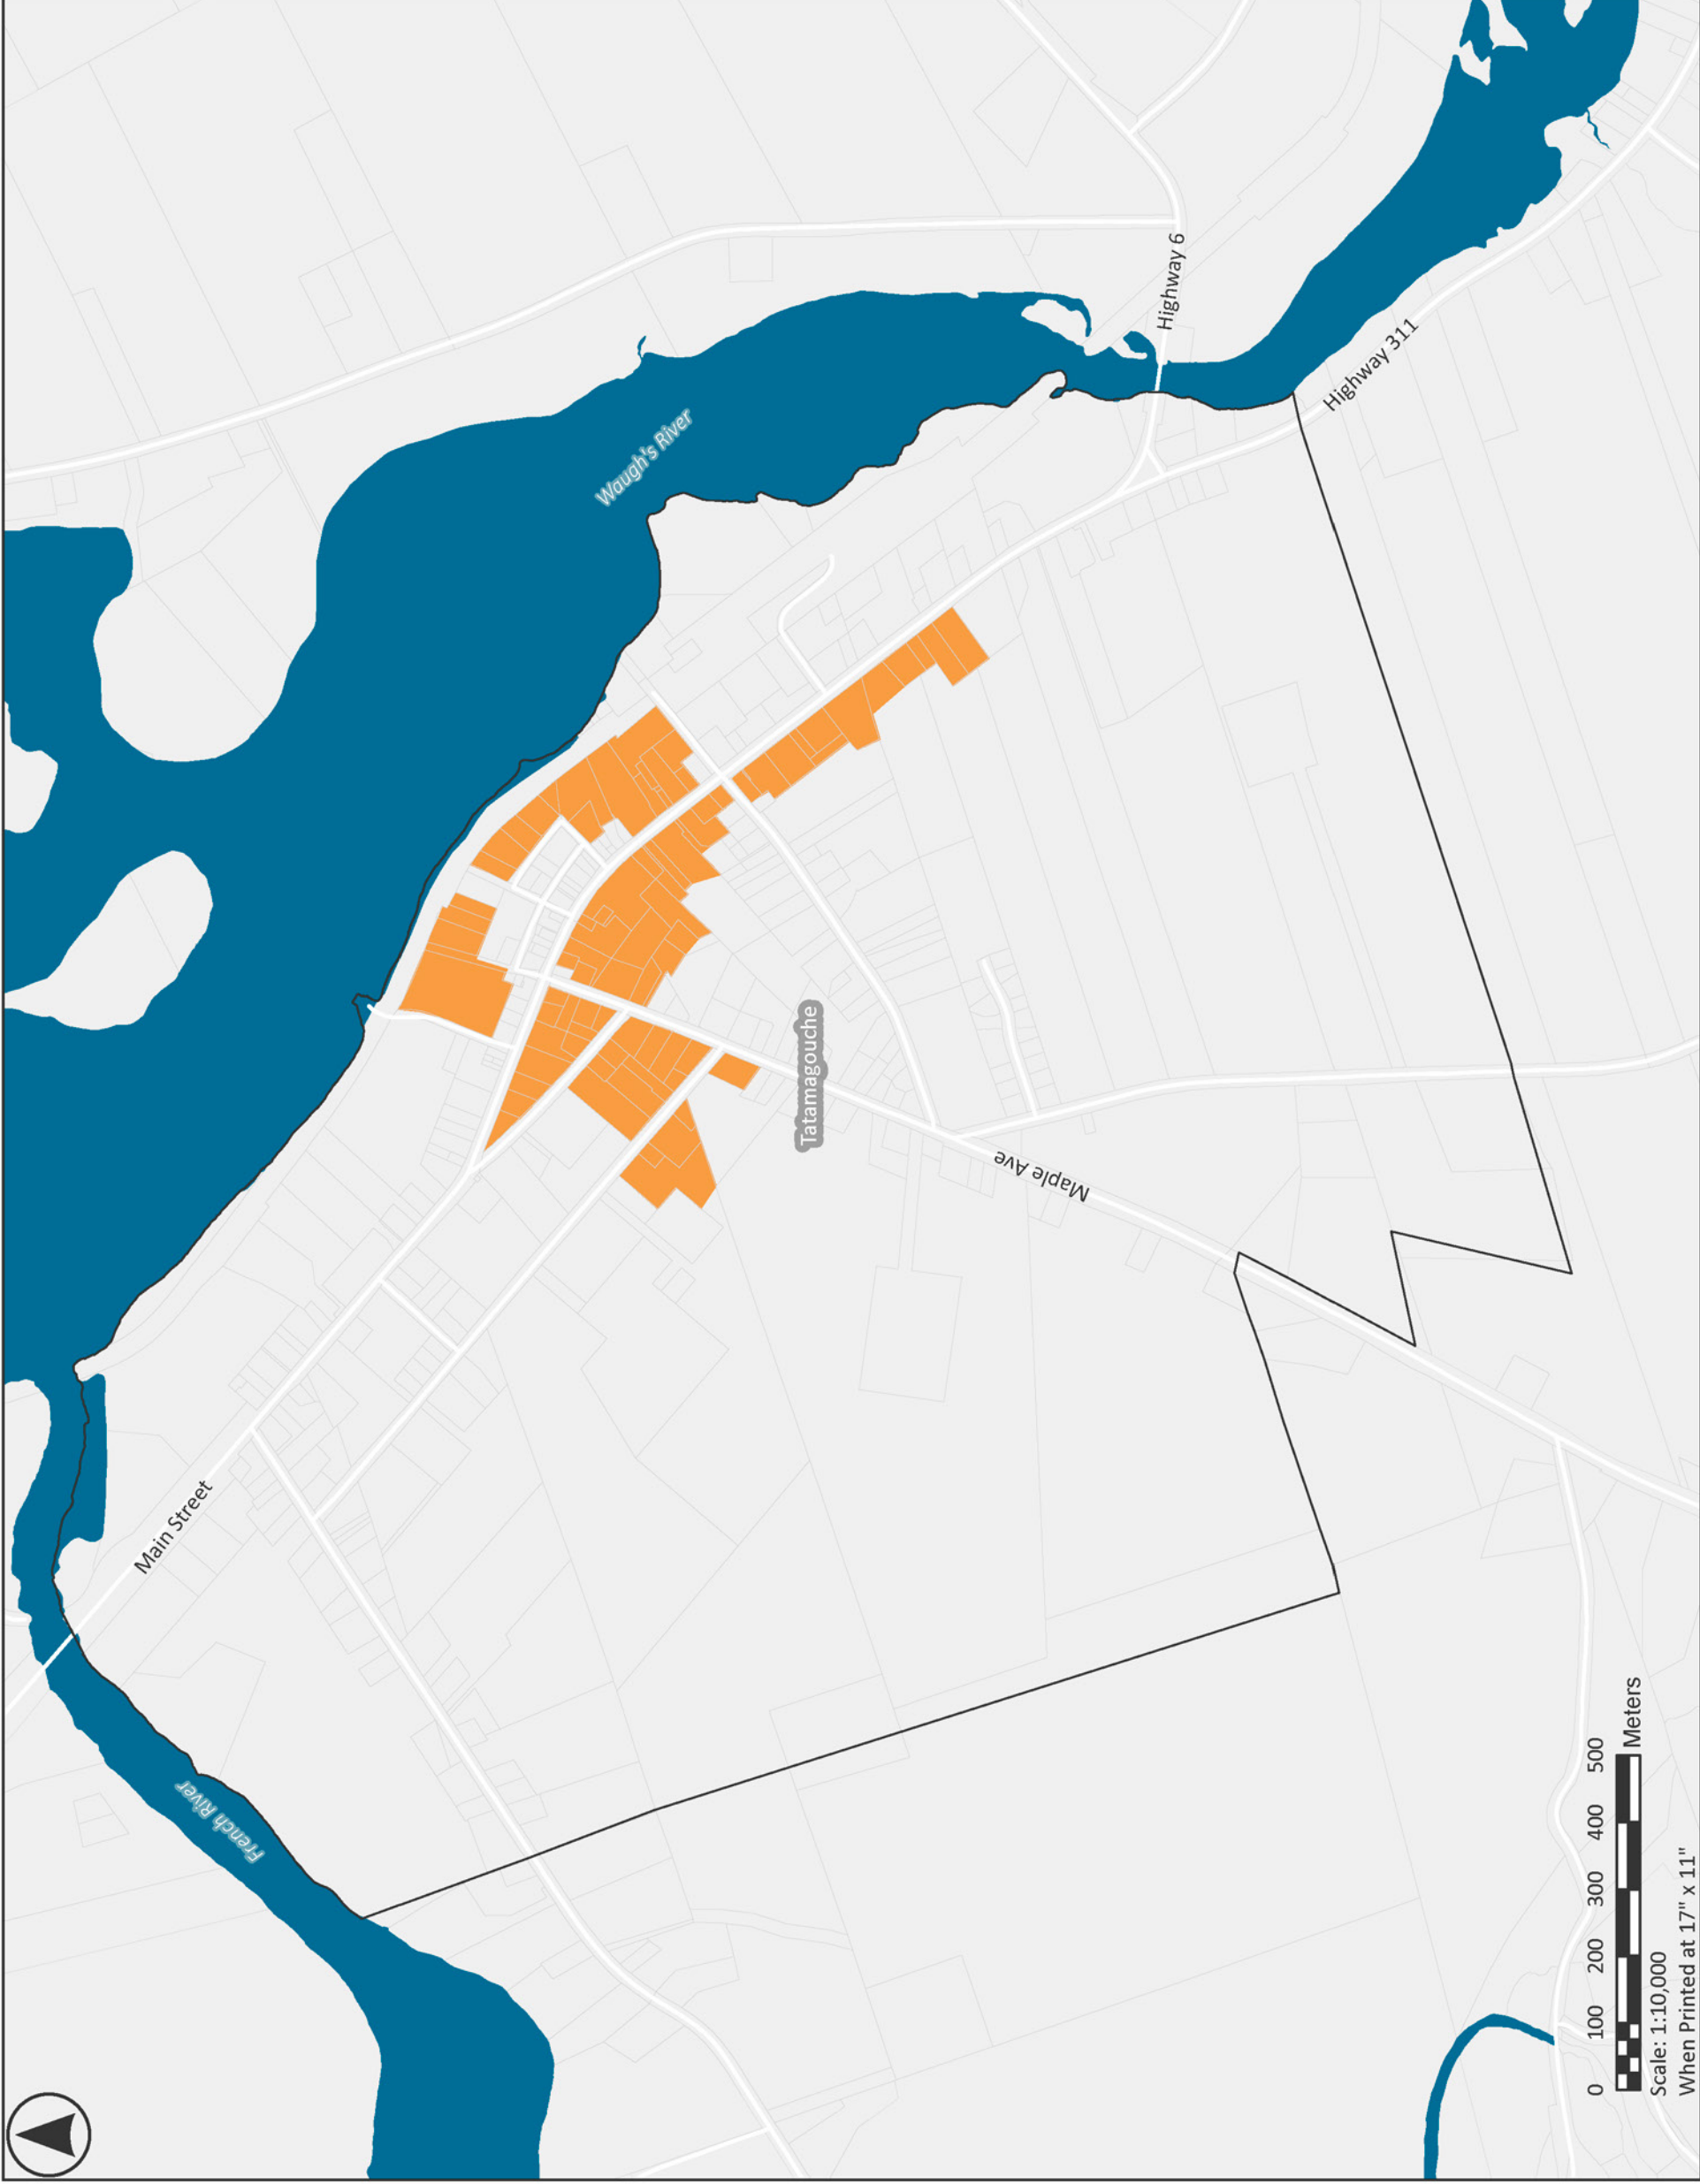 Main Street
French River
Waugh's River
Tatamagouche
Maple Ave
Highway 6
Highway 311
0 100 200 300 400 500
Meters
Scale: 1:10,000
When Printed at 17" x 11"